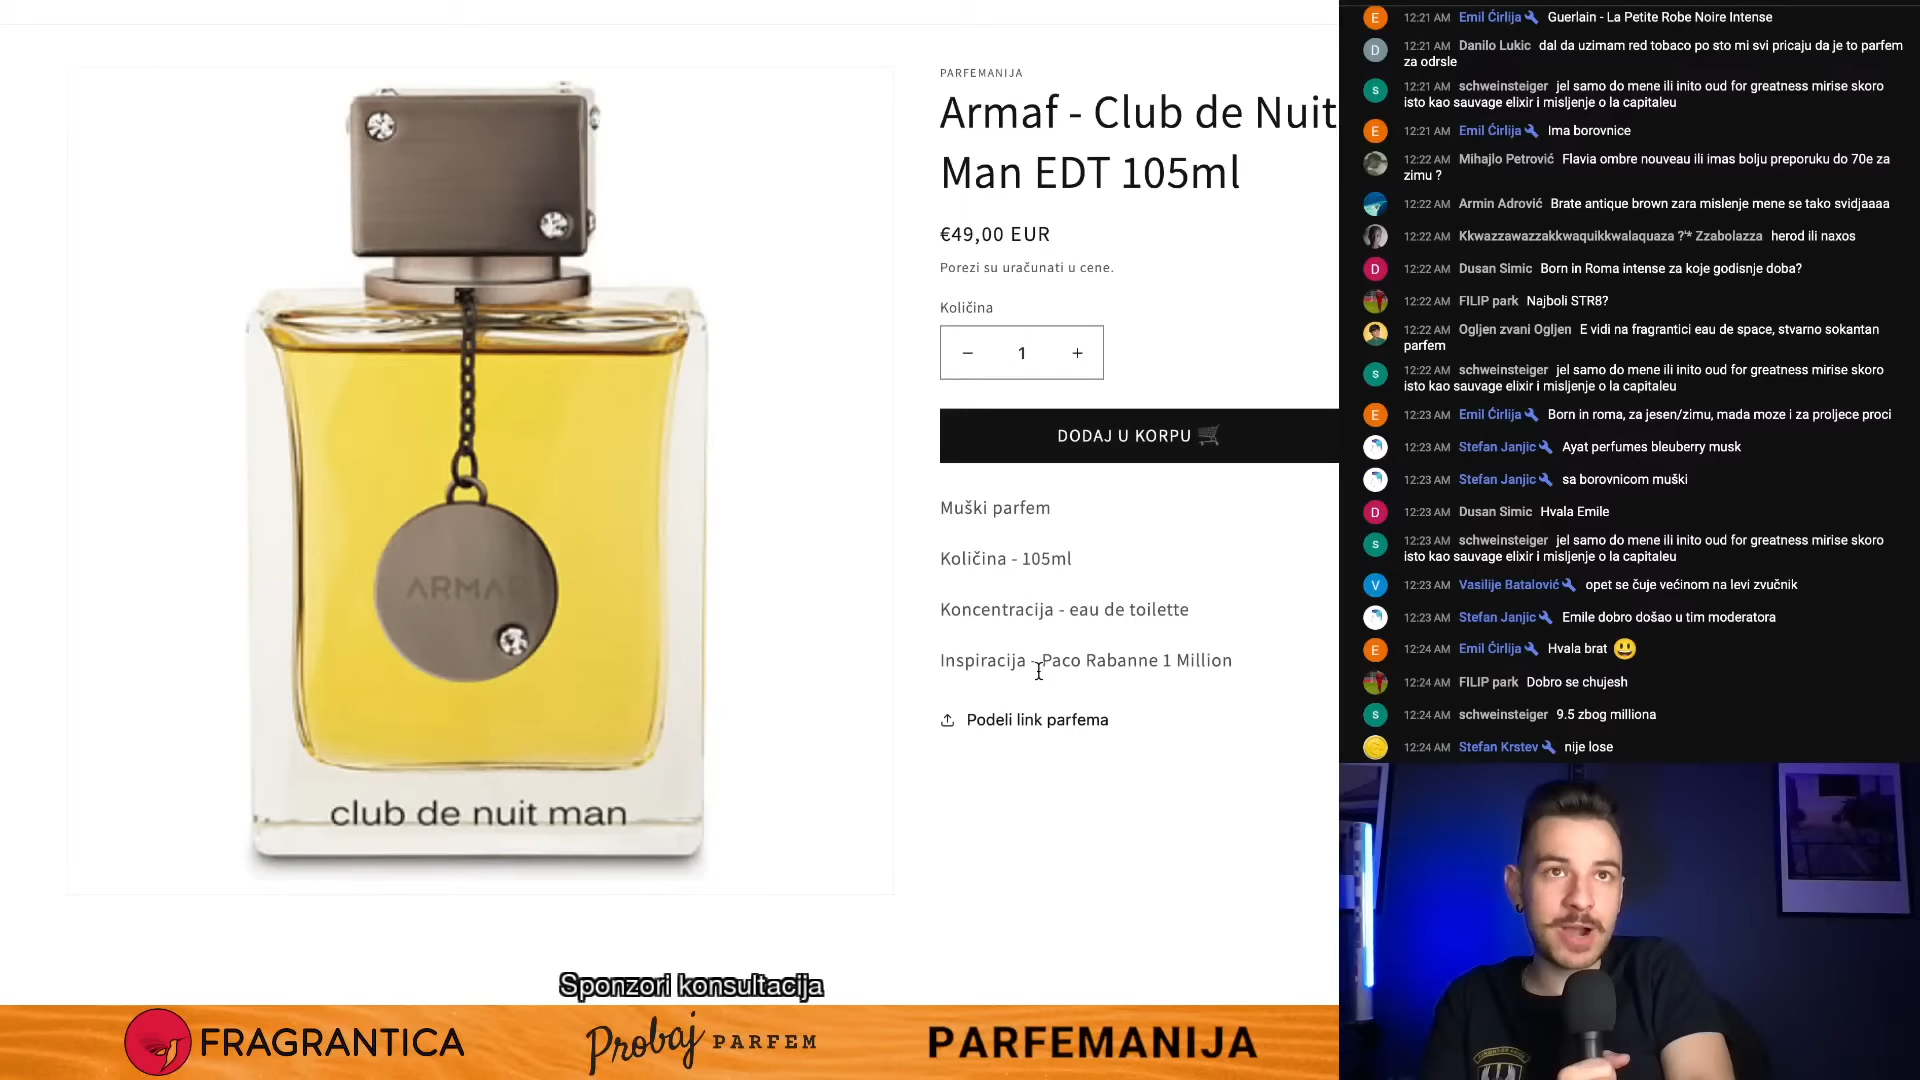 PARFEMANIJA
Armaf - Club de Nuit
Man EDT 105ml
€49,00 EUR
Porezi su uračunati u cene.
Količina
− 1 +
DODAJ U KORPU
Muški parfem
Količina - 105ml
Koncentracija - eau de toilette
Inspiracija - Paco Rabanne 1 Million
Podeli link parfema
ARMAF
club de nuit man
Sponzori konsultacija
FRAGRANTICA
Probaj PARFEM
PARFEMANIJA
E 12:21 AM Emil Ćirlija Guerlain - La Petite Robe Noire Intense
D 12:21 AM Danilo Lukic dal da uzimam red tobaco po sto mi svi pricaju da je to parfem
za odrsle
s 12:21 AM schweinsteiger jel samo do mene ili inito oud for greatness mirise skoro
isto kao sauvage elixir i misljenje o la capitaleu
E 12:21 AM Emil Ćirlija Ima borovnice
12:22 AM Mihajlo Petrović Flavia ombre nouveau ili imas bolju preporuku do 70e za
zimu ?
12:22 AM Armin Adrović Brate antique brown zara mislenje mene se tako svidjaaaa
12:22 AM Kkwazzawazzakkwaquikkwalaquaza ?'* Zzabolazza herod ili naxos
D 12:22 AM Dusan Simic Born in Roma intense za koje godisnje doba?
12:22 AM FILIP park Najboli STR8?
12:22 AM Ogljen zvani Ogljen E vidi na fragrantici eau de space, stvarno sokantan
parfem
s 12:22 AM schweinsteiger jel samo do mene ili inito oud for greatness mirise skoro
isto kao sauvage elixir i misljenje o la capitaleu
E 12:23 AM Emil Ćirlija Born in roma, za jesen/zimu, mada moze i za proljece proci
12:23 AM Stefan Janjic Ayat perfumes bleuberry musk
12:23 AM Stefan Janjic sa borovnicom muški
D 12:23 AM Dusan Simic Hvala Emile
s 12:23 AM schweinsteiger jel samo do mene ili inito oud for greatness mirise skoro
isto kao sauvage elixir i misljenje o la capitaleu
V 12:23 AM Vasilije Batalović opet se čuje većinom na levi zvučnik
12:23 AM Stefan Janjic Emile dobro došao u tim moderatora
E 12:24 AM Emil Ćirlija Hvala brat 😃
12:24 AM FILIP park Dobro se chujesh
s 12:24 AM schweinsteiger 9.5 zbog milliona
12:24 AM Stefan Krstev nije lose